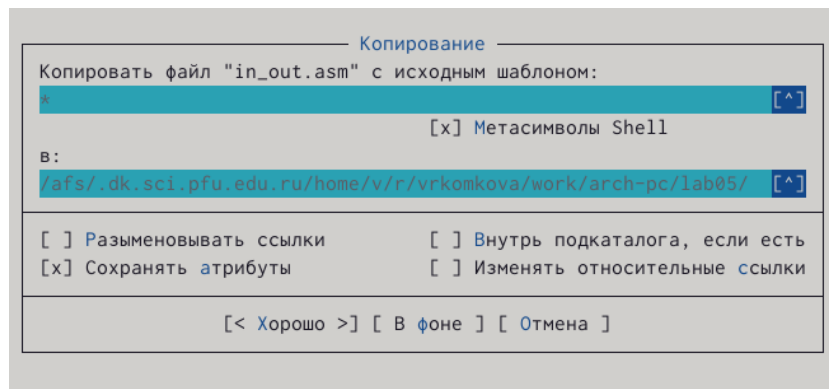 Копирование
Копировать файл "in_out.asm" с исходным шаблоном:
* [^]
[x] Метасимволы Shell
в:
/afs/.dk.sci.pfu.edu.ru/home/v/r/vrkomkova/work/arch-pc/lab05/ [^]
[ ] Разыменовывать ссылки [ ] Внутрь подкаталога, если есть
[x] Сохранять атрибуты [ ] Изменять относительные ссылки
[< Хорошо >] [ В фоне ] [ Отмена ]